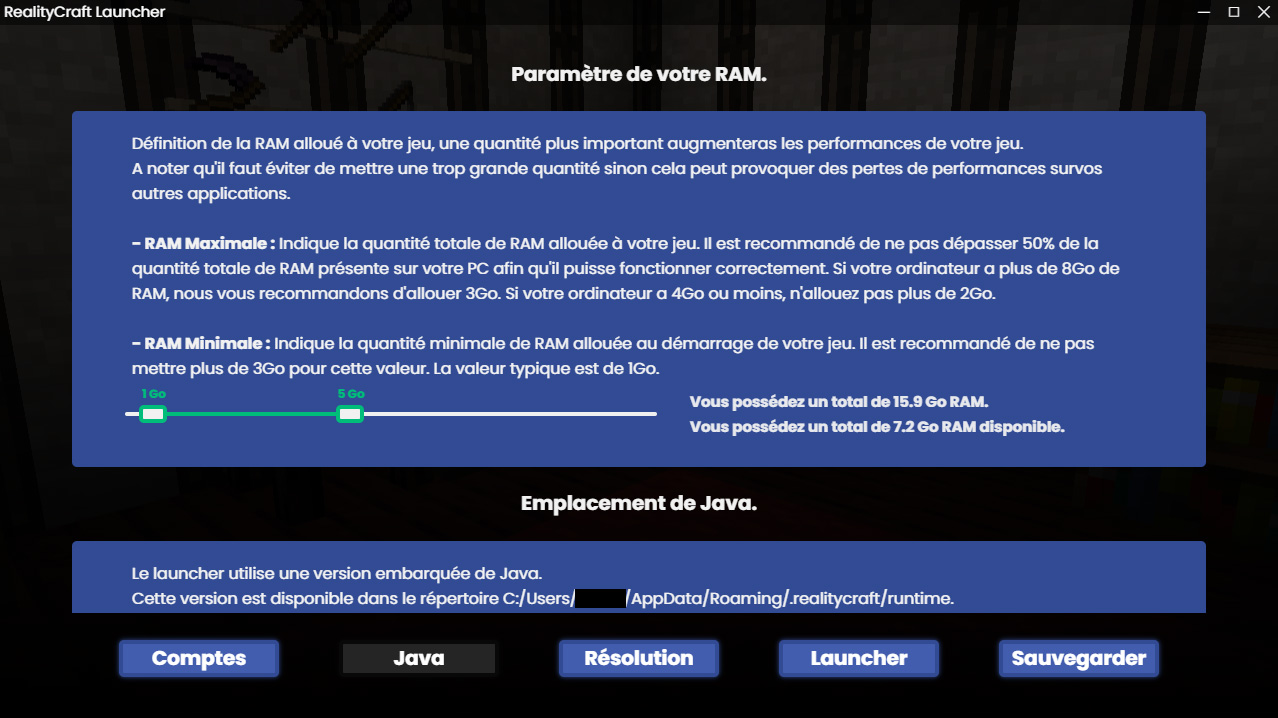 RealityCraft Launcher
Paramètre de votre RAM.
Définition de la RAM alloué à votre jeu, une quantité plus important augmenteras les performances de votre jeu.
A noter qu'il faut éviter de mettre une trop grande quantité sinon cela peut provoquer des pertes de performances survos
autres applications.
- RAM Maximale : Indique la quantité totale de RAM allouée à votre jeu. Il est recommandé de ne pas dépasser 50% de la
quantité totale de RAM présente sur votre PC afin qu'il puisse fonctionner correctement. Si votre ordinateur a plus de 8Go de
RAM, nous vous recommandons d'allouer 3Go. Si votre ordinateur a 4Go ou moins, n'allouez pas plus de 2Go.
- RAM Minimale : Indique la quantité minimale de RAM allouée au démarrage de votre jeu. Il est recommandé de ne pas
mettre plus de 3Go pour cette valeur. La valeur typique est de 1Go.
1 Go
5 Go
Vous possédez un total de 15.9 Go RAM.
Vous possédez un total de 7.2 Go RAM disponible.
Emplacement de Java.
Le launcher utilise une version embarquée de Java.
Cette version est disponible dans le répertoire C:/Users/ /AppData/Roaming/.realitycraft/runtime.
Comptes
Java
Résolution
Launcher
Sauvegarder